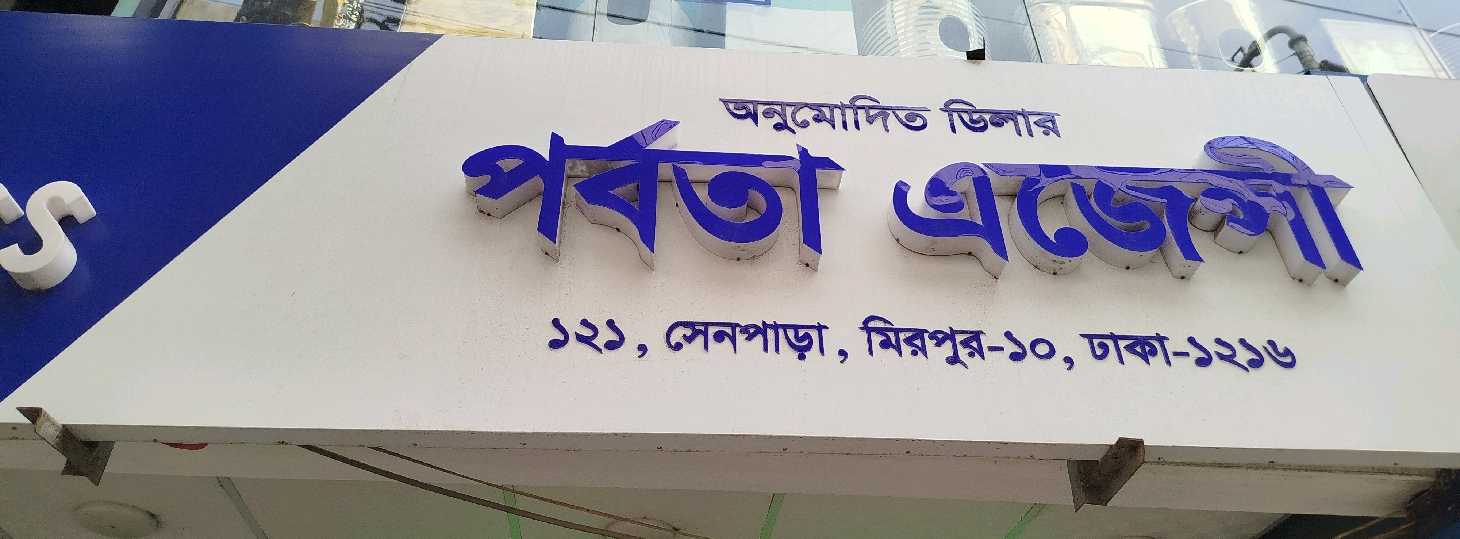 S
অনুমোদিত ডিলার
পর্বতা এজেন্সী
১২১, সেনপাড়া, মিরপুর-১০, ঢাকা-১২১৬